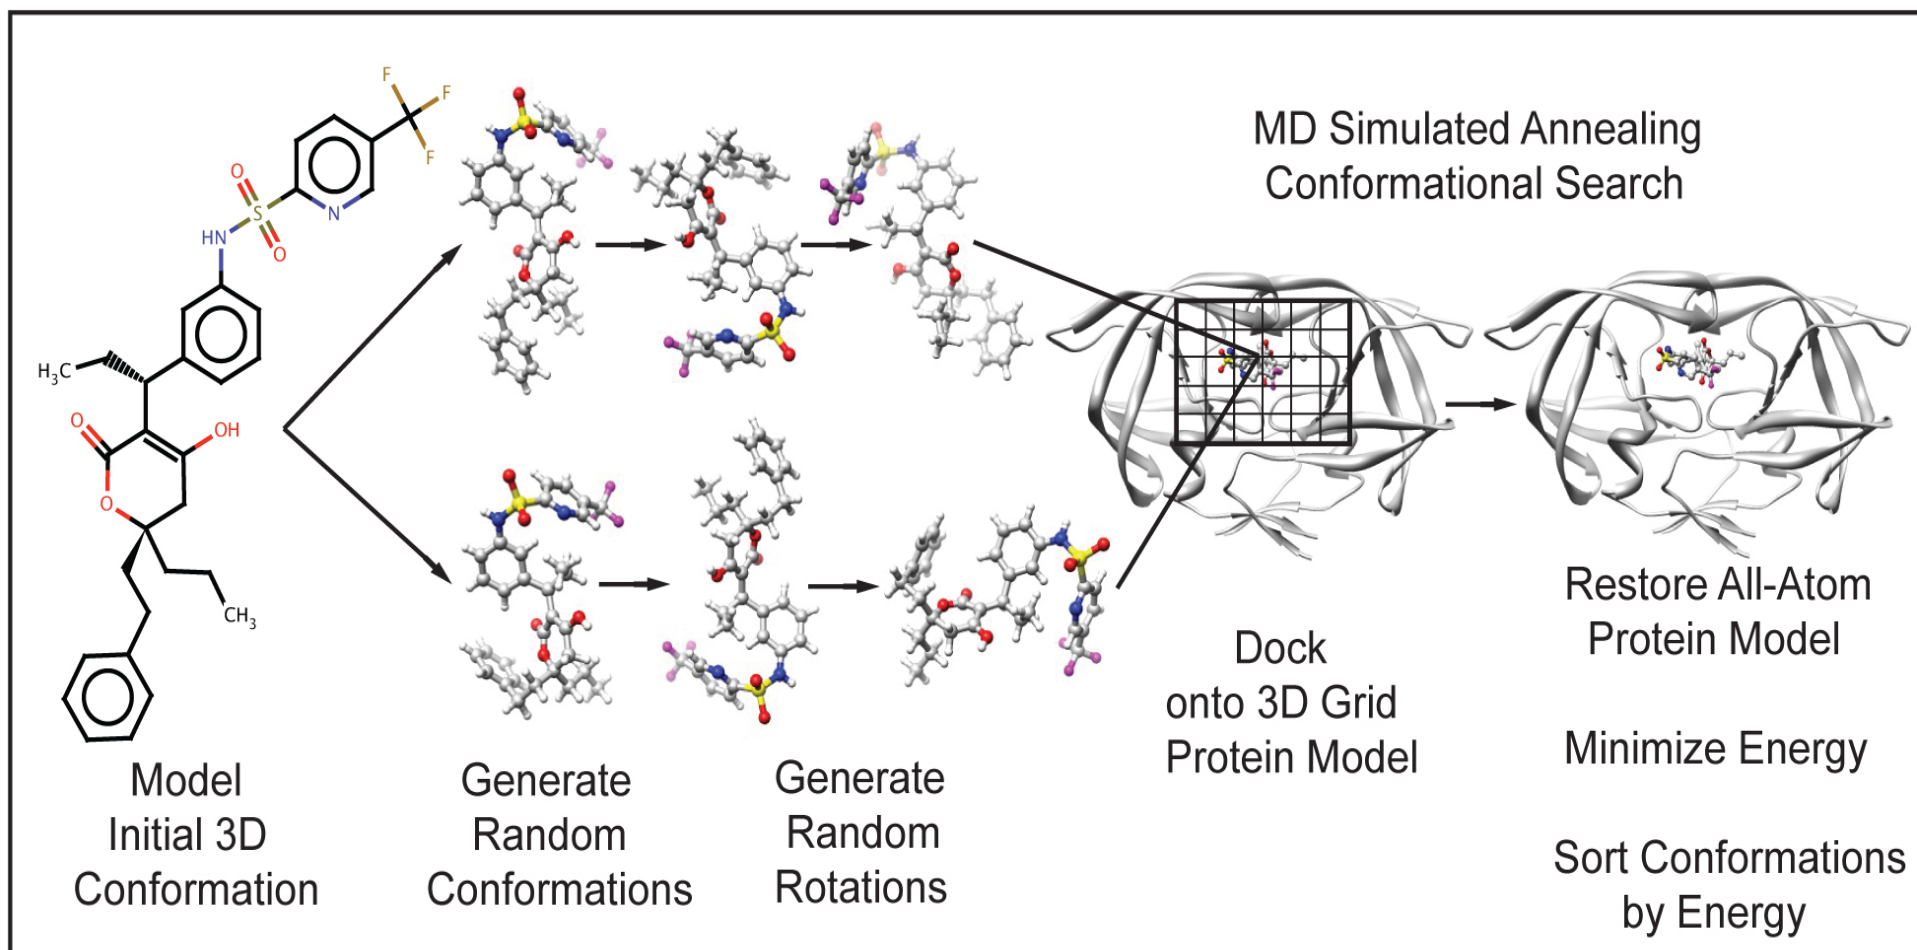 F
F
F
O
S
N
HN
O
H3C
O
OH
O
CH3
MD Simulated Annealing
Conformational Search
Model
Initial 3D
Conformation
Generate
Random
Conformations
Generate
Random
Rotations
Dock
onto 3D Grid
Protein Model
Restore All-Atom
Protein Model
Minimize Energy
Sort Conformations
by Energy